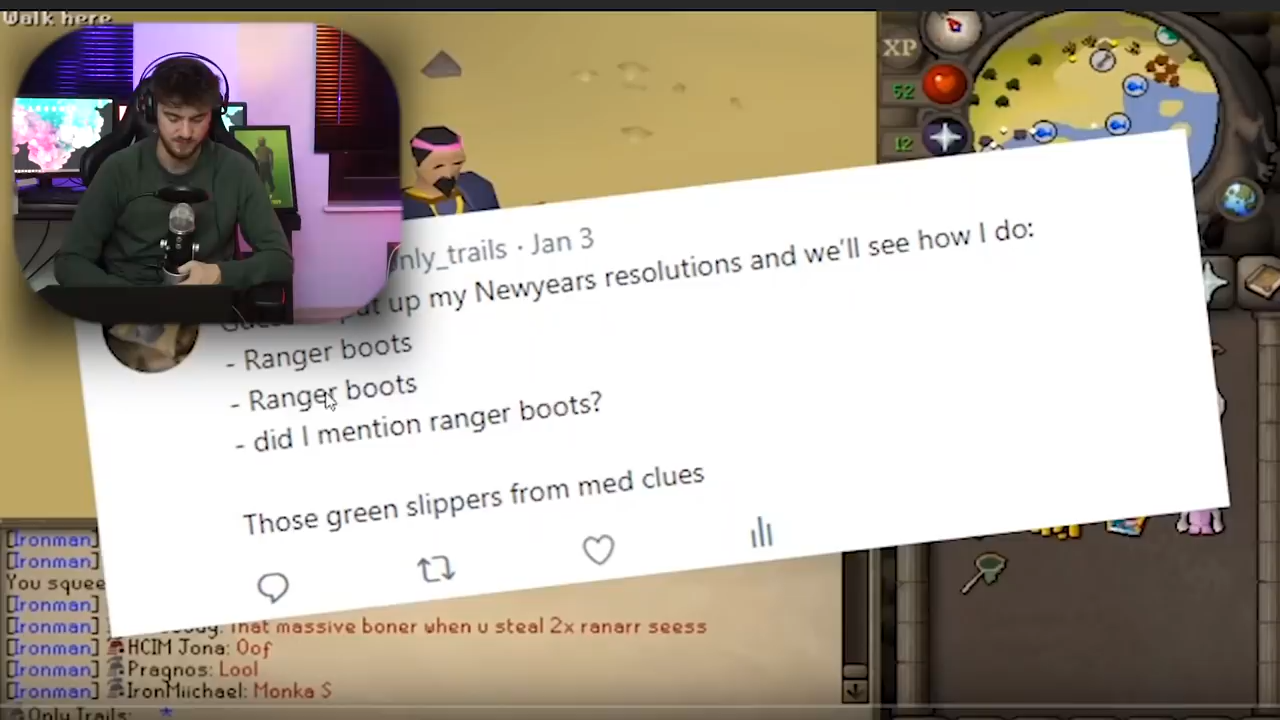 Walk here
XP
52
12
only_trails · Jan 3
up my Newyears resolutions and we'll see how I do:
- Ranger boots
- Ranger boots
- did I mention ranger boots?
Those green slippers from med clues
[Ironman]
[Ironman]
You squee
[Ironman]
[Ironman] that massive boner when u steal 2x ranarr seess
[Ironman] HCIM Jona: Oof
[Ironman] Pragnos: Lool
[Ironman] IronMiichael: Monka S
Only Trails: *